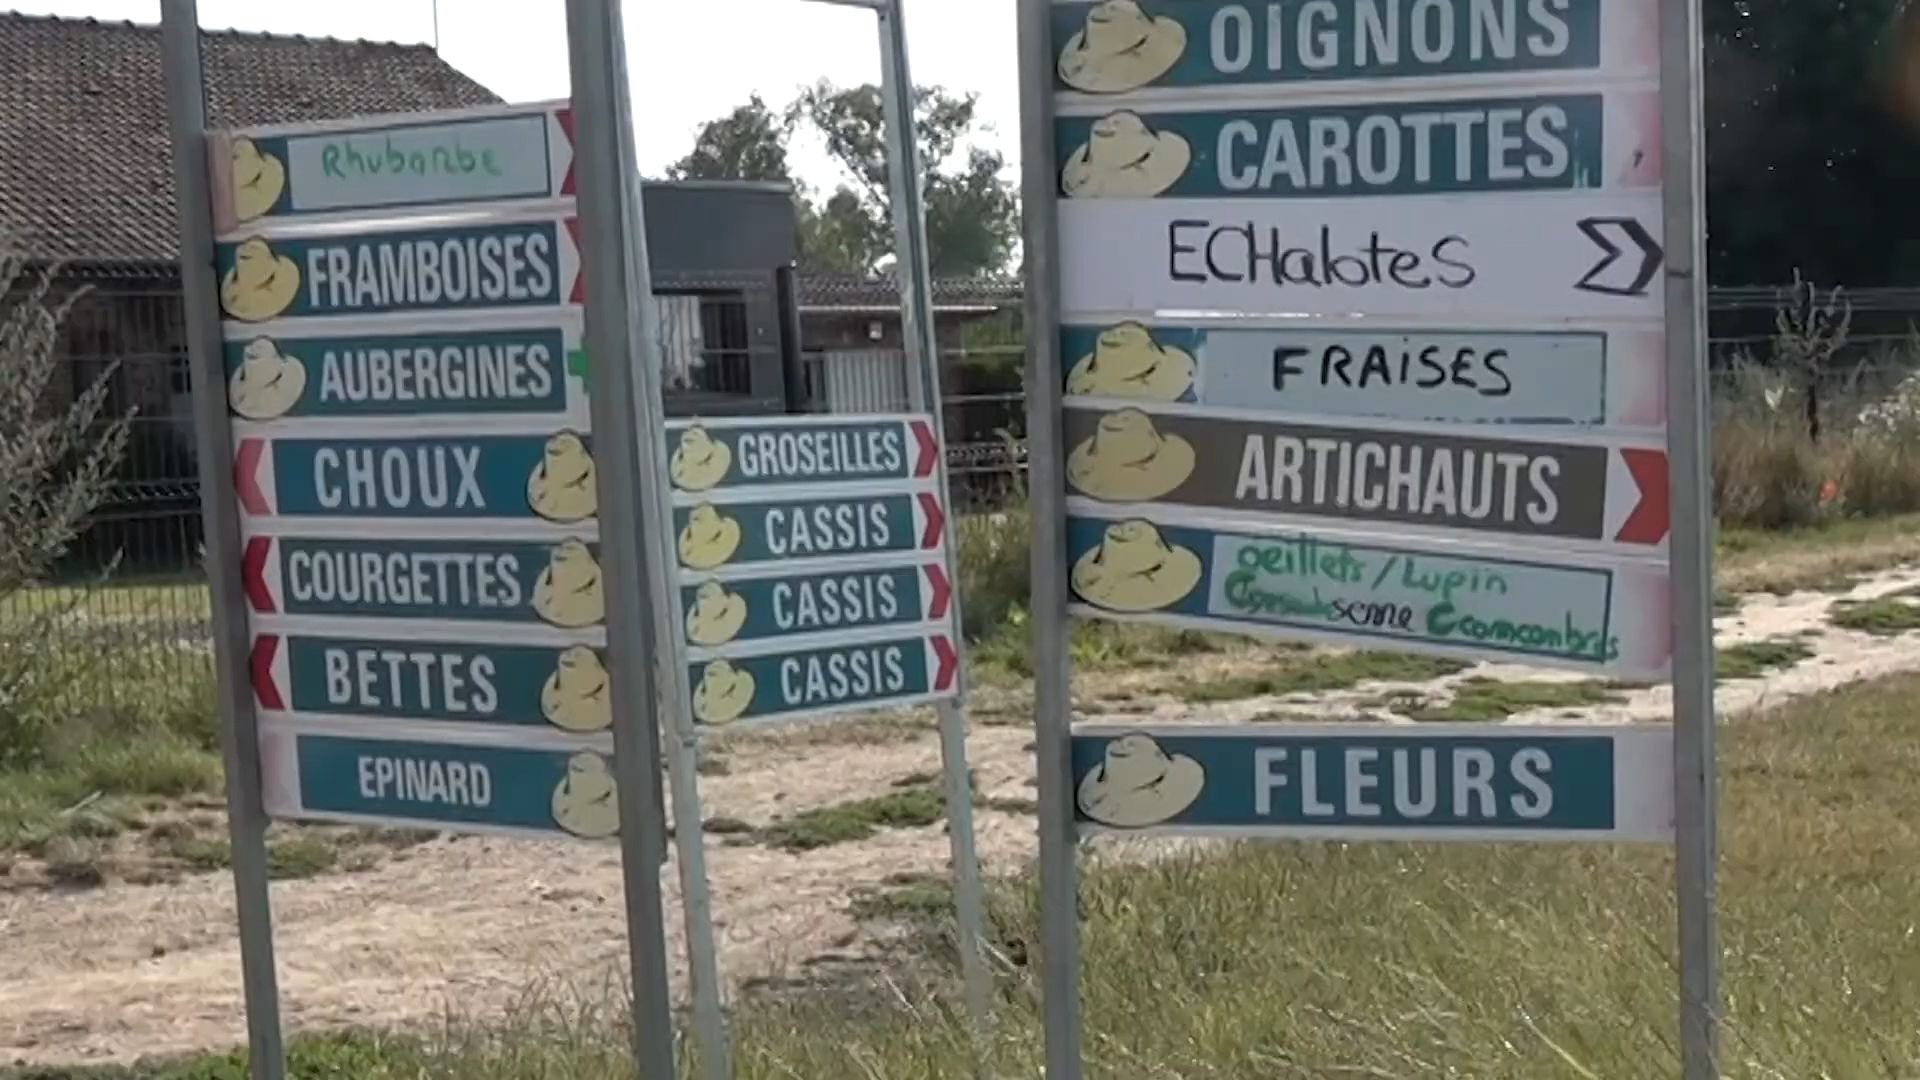 Rhubarbe
FRAMBOISES
AUBERGINES
CHOUX
COURGETTES
BETTES
EPINARD
GROSEILLES
CASSIS
CASSIS
CASSIS
OIGNONS
CAROTTES
ECHaloteS
FRAiSES
ARTICHAUTS
oeillets / Lupin
FLEURS